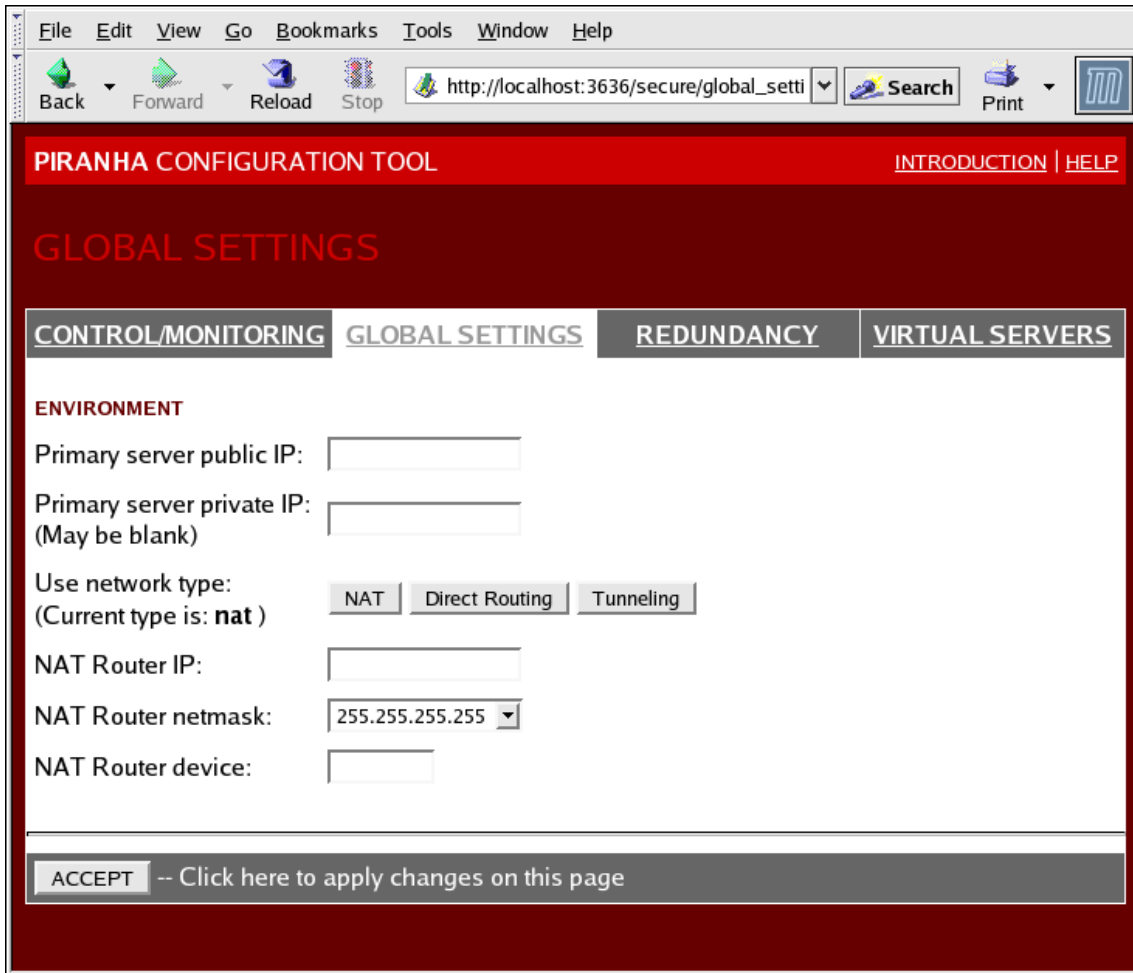 File Edit View Go Bookmarks Tools Window Help
Back Forward Reload Stop http://localhost:3636/secure/global_setti Search Print
PIRANHA CONFIGURATION TOOL INTRODUCTION | HELP
GLOBAL SETTINGS
CONTROL/MONITORING GLOBAL SETTINGS REDUNDANCY VIRTUAL SERVERS
ENVIRONMENT
Primary server public IP:
Primary server private IP:
(May be blank)
Use network type:
(Current type is: nat )
NAT Direct Routing Tunneling
NAT Router IP:
NAT Router netmask: 255.255.255.255
NAT Router device:
ACCEPT -- Click here to apply changes on this page